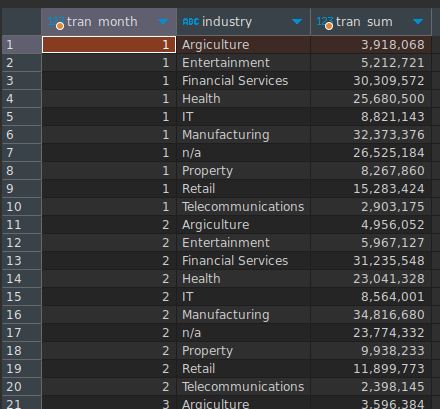 123 tran_month ABC industry 123 tran_sum
1 1 Argiculture 3,918,068
2 1 Entertainment 5,212,721
3 1 Financial Services 30,309,572
4 1 Health 25,680,500
5 1 IT 8,821,143
6 1 Manufacturing 32,373,376
7 1 n/a 26,525,184
8 1 Property 8,267,860
9 1 Retail 15,283,424
10 1 Telecommunications 2,903,175
11 2 Argiculture 4,956,052
12 2 Entertainment 5,967,127
13 2 Financial Services 31,235,548
14 2 Health 23,041,328
15 2 IT 8,564,001
16 2 Manufacturing 34,816,680
17 2 n/a 23,774,332
18 2 Property 9,938,233
19 2 Retail 11,899,773
20 2 Telecommunications 2,398,145
21 3 Argiculture 3,596,384